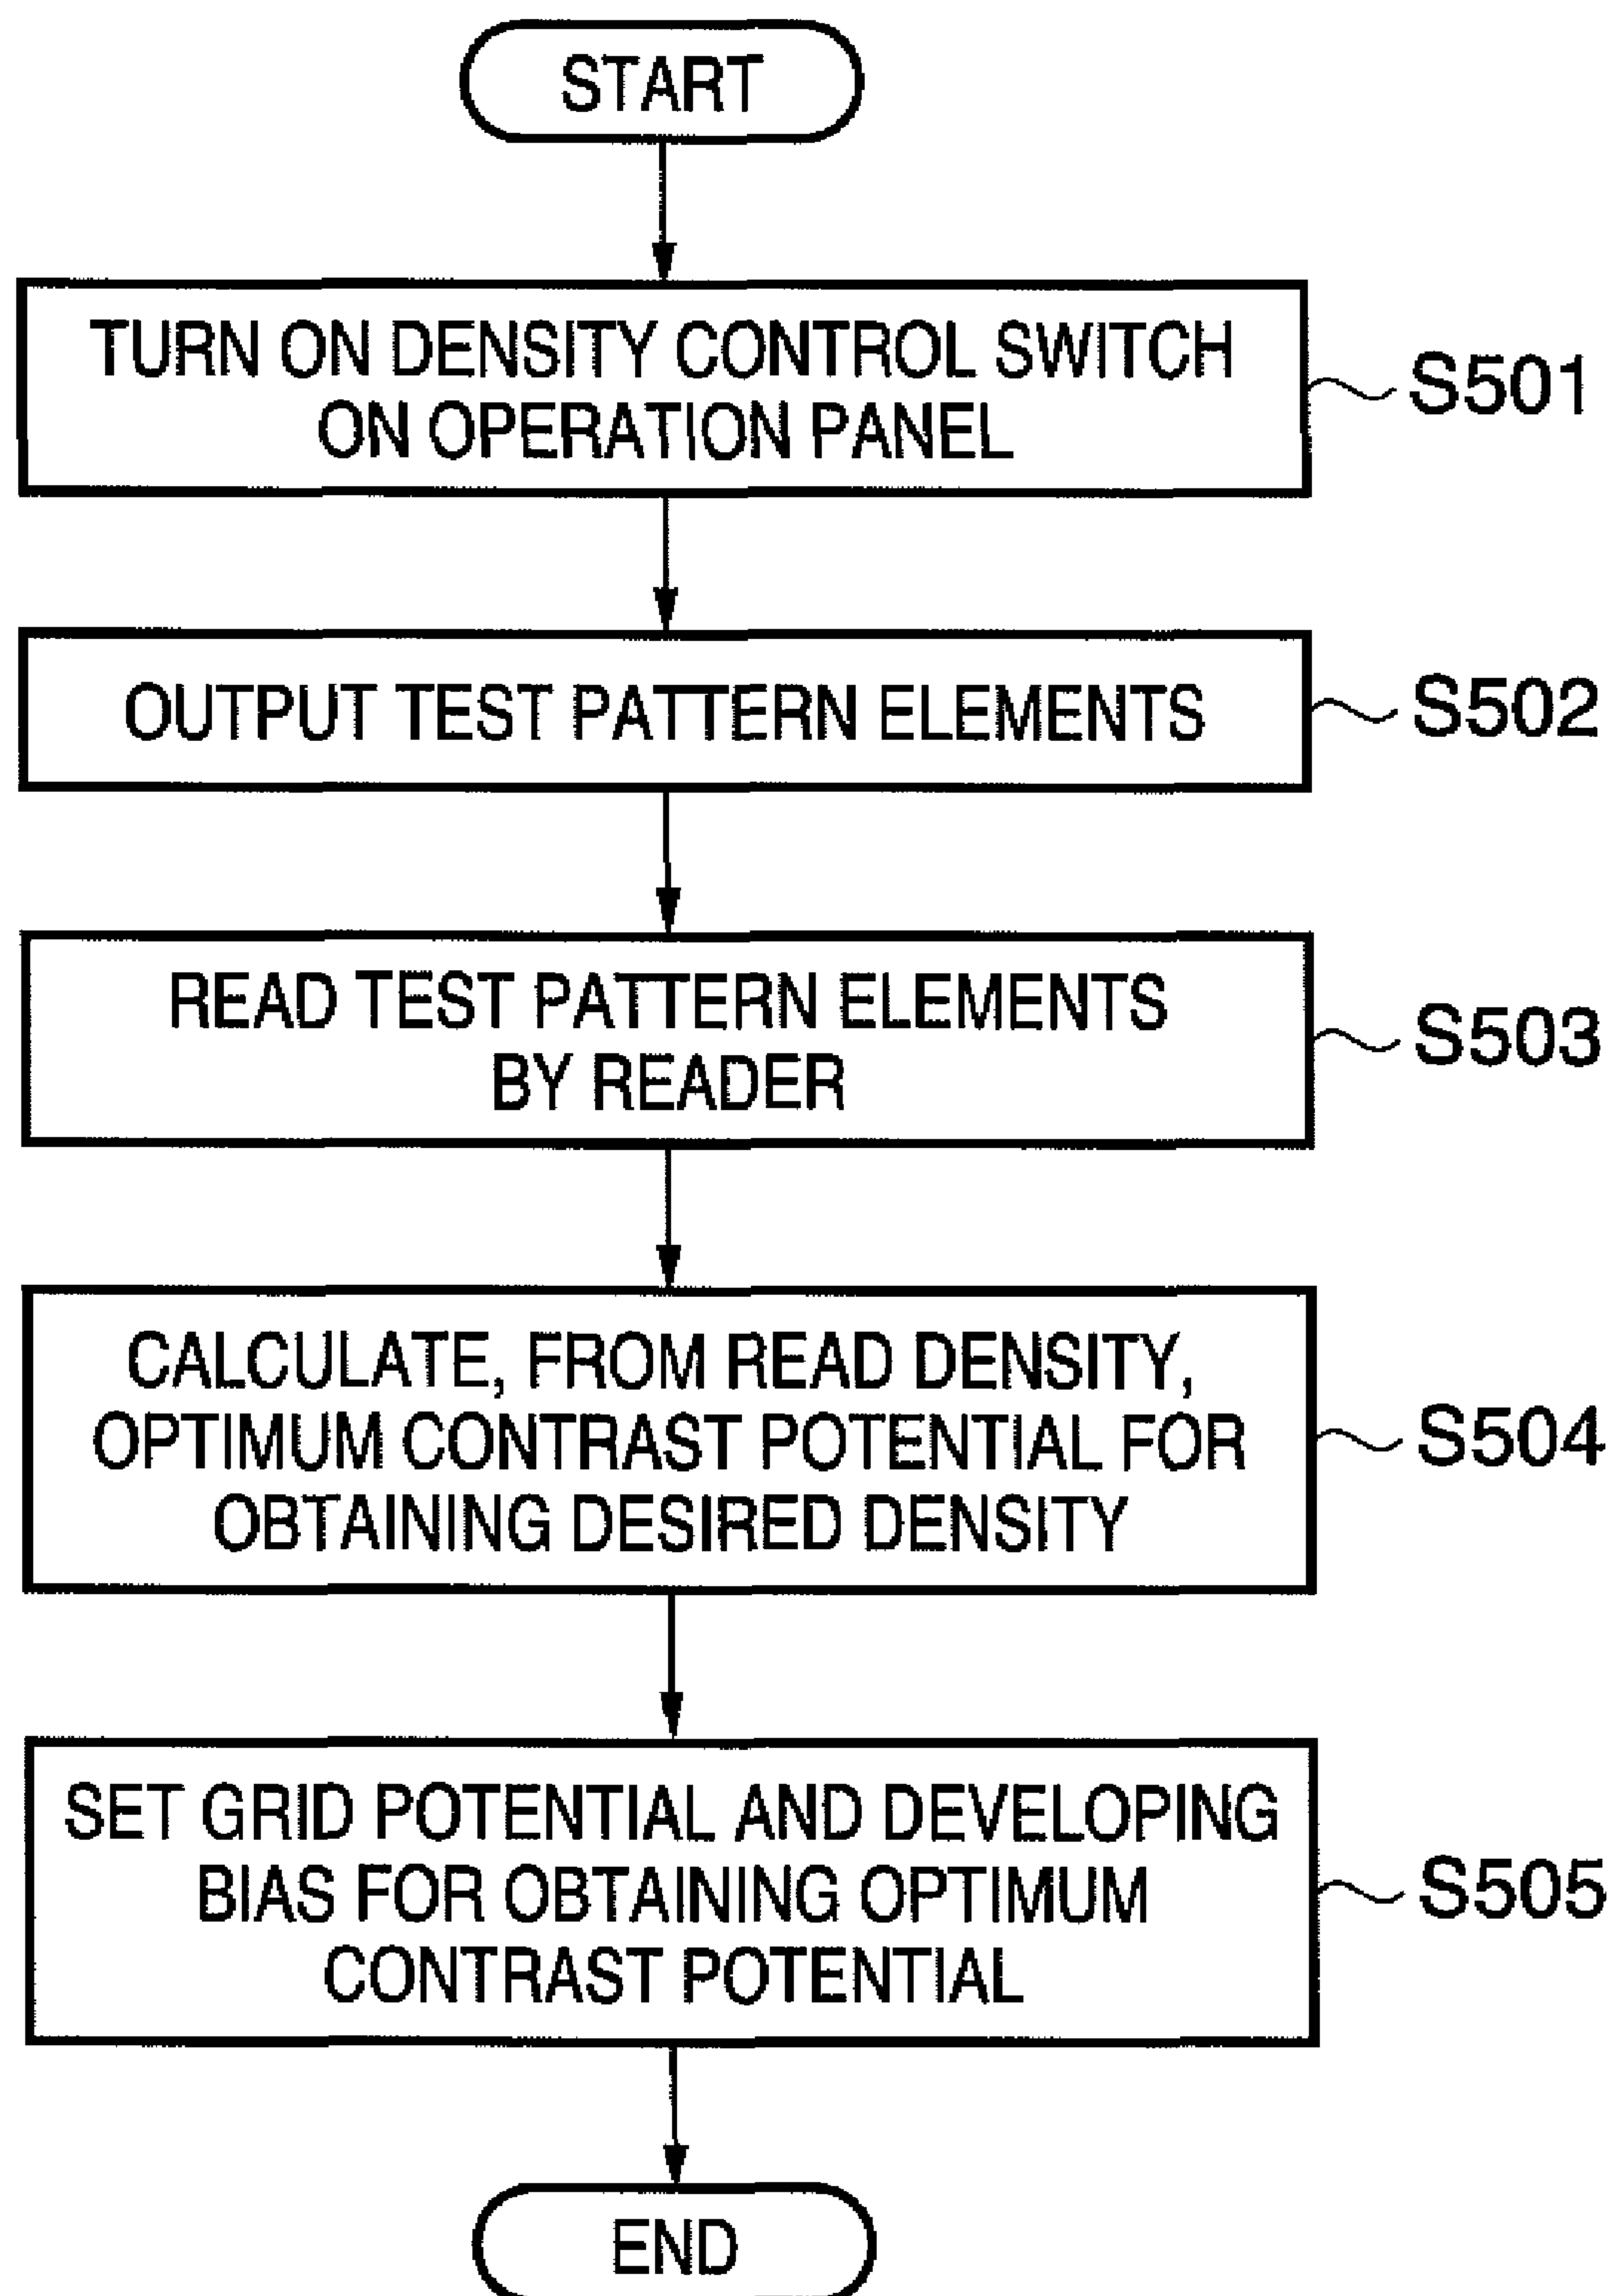 START
TURN ON DENSITY CONTROL SWITCH
ON OPERATION PANEL
S501
OUTPUT TEST PATTERN ELEMENTS
S502
READ TEST PATTERN ELEMENTS
BY READER
S503
CALCULATE, FROM READ DENSITY,
OPTIMUM CONTRAST POTENTIAL FOR
OBTAINING DESIRED DENSITY
S504
SET GRID POTENTIAL AND DEVELOPING
BIAS FOR OBTAINING OPTIMUM
CONTRAST POTENTIAL
S505
END